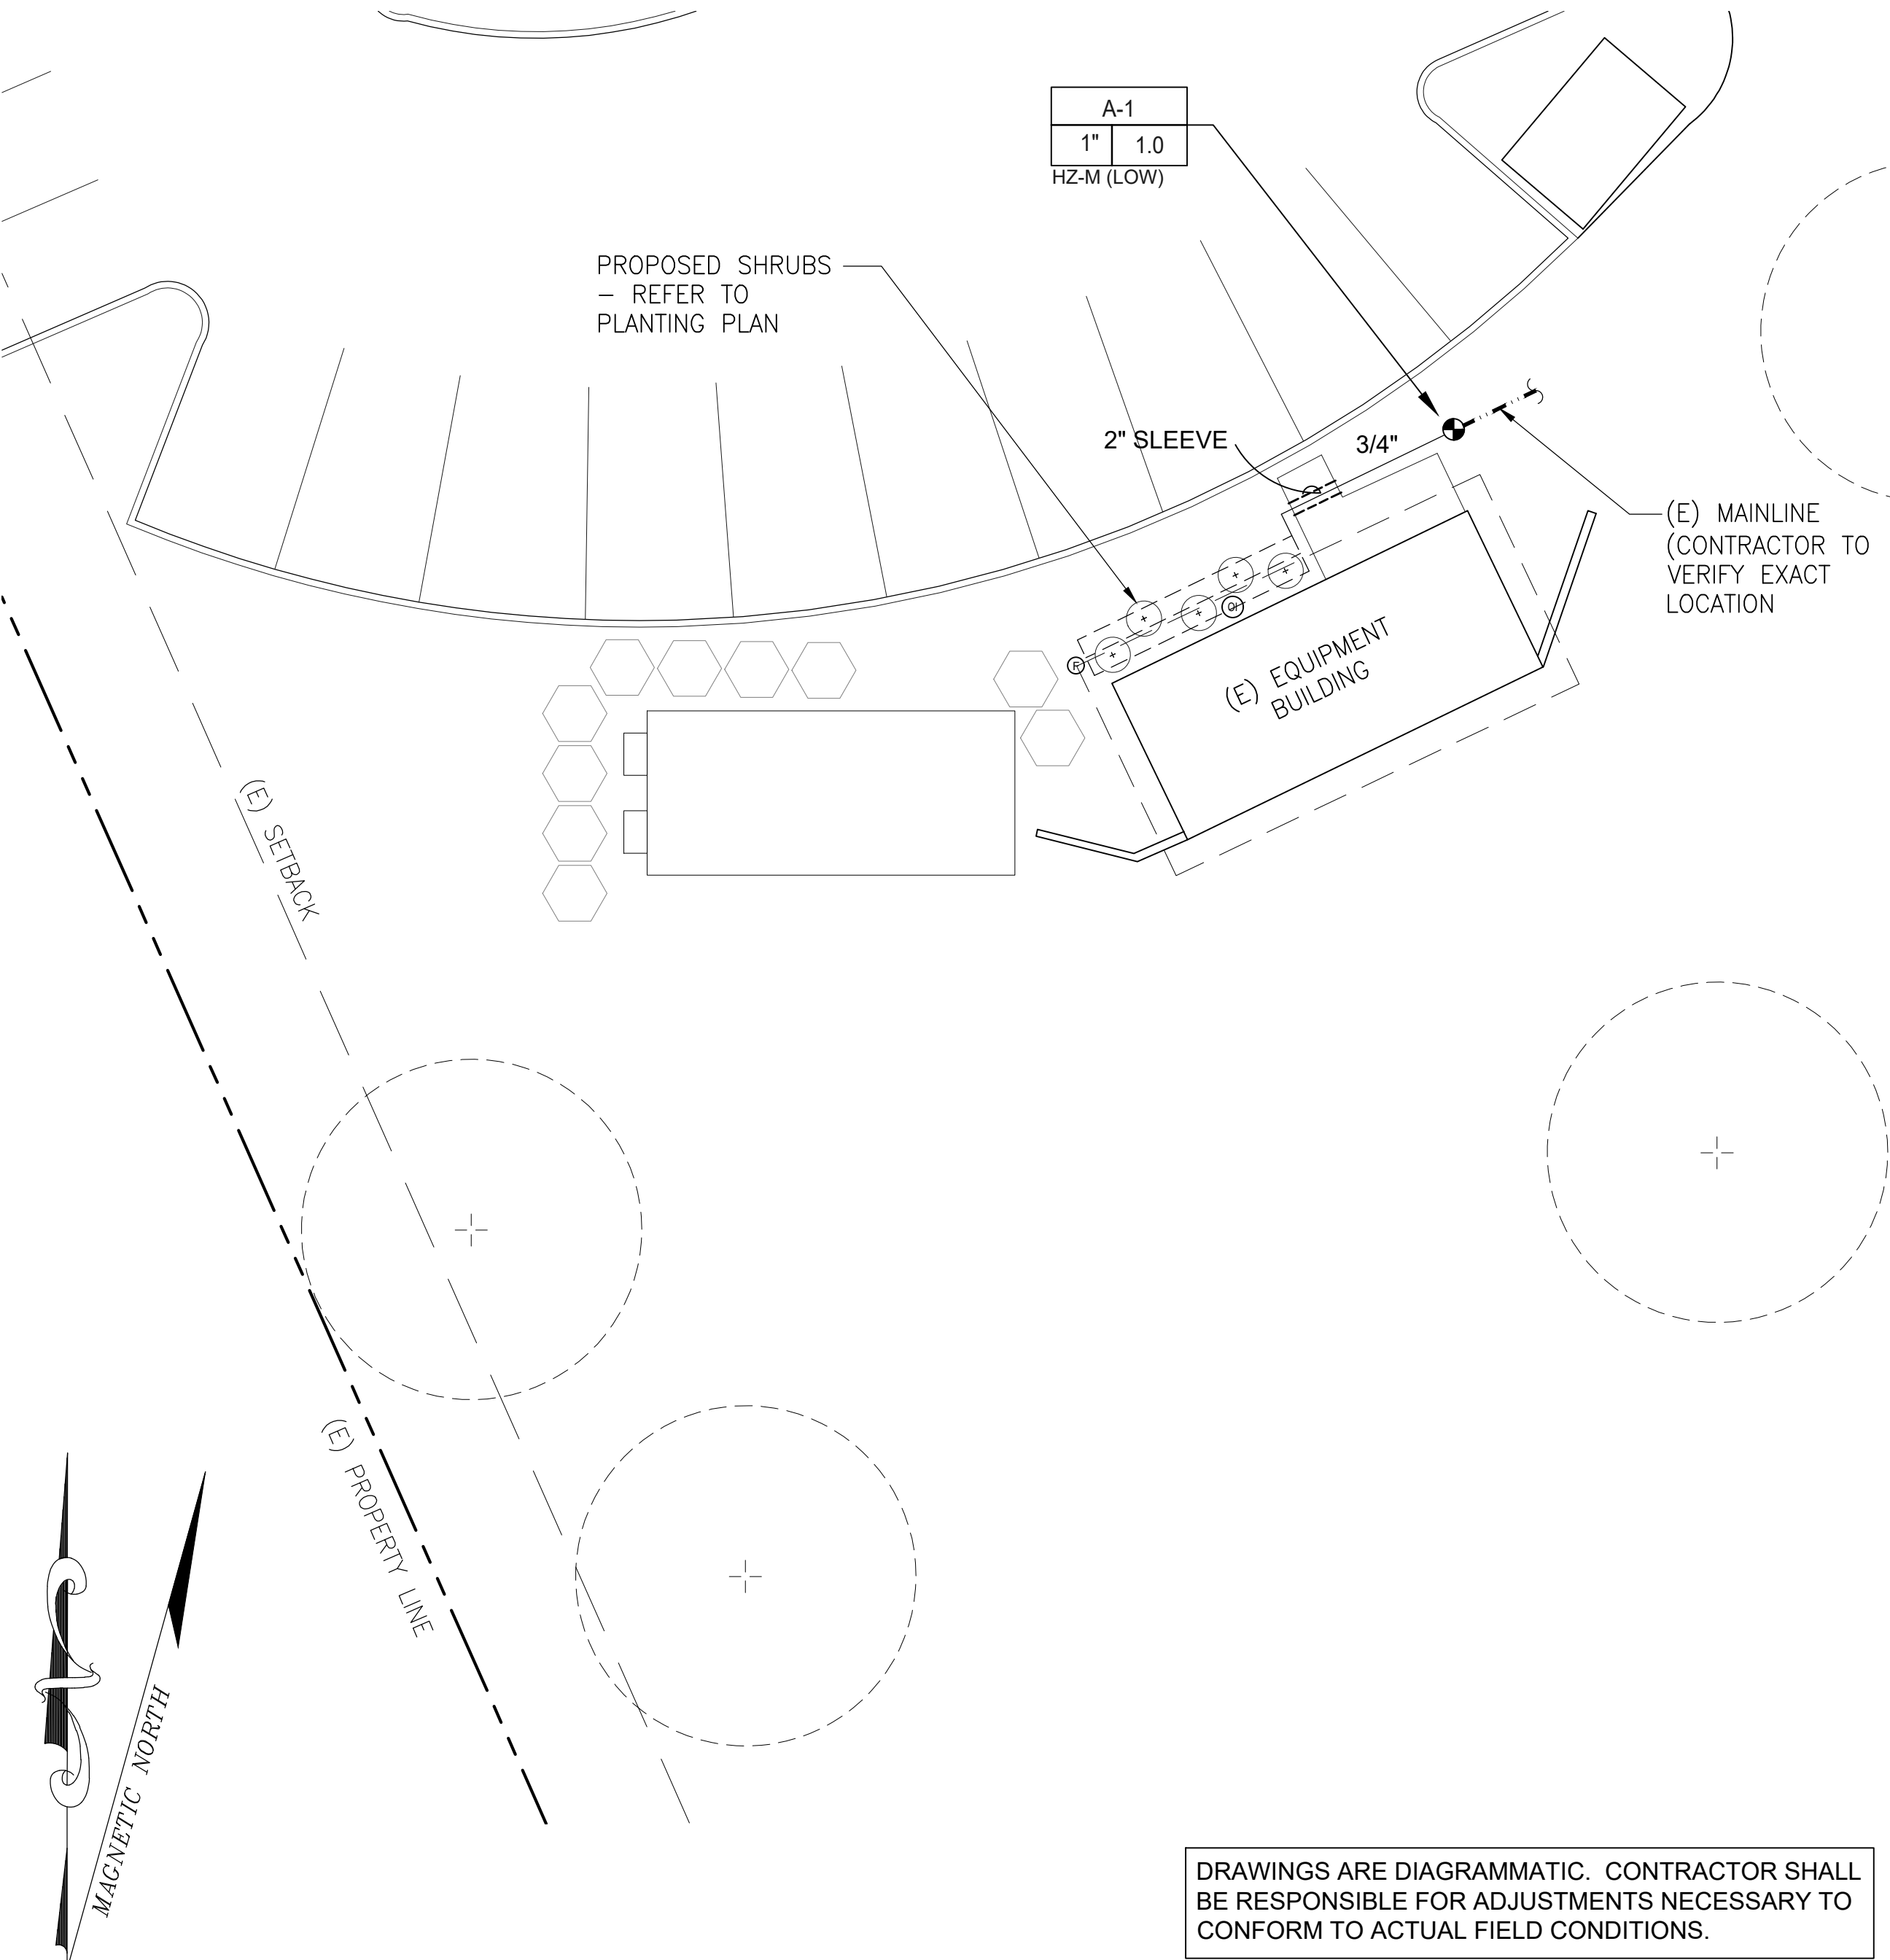 A-1
1" 1.0
HZ-M (LOW)
PROPOSED SHRUBS
– REFER TO
PLANTING PLAN
2" SLEEVE
3/4"
(E) MAINLINE
(CONTRACTOR TO
VERIFY EXACT
LOCATION
F
(E) EQUIPMENT
BUILDING
(E) SETBACK
(E) PROPERTY LINE
MAGNETIC NORTH
DRAWINGS ARE DIAGRAMMATIC. CONTRACTOR SHALL
BE RESPONSIBLE FOR ADJUSTMENTS NECESSARY TO
CONFORM TO ACTUAL FIELD CONDITIONS.